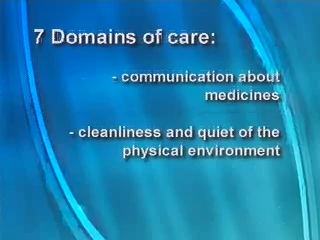 7 Domains of care:
- communication about
medicines
- cleanliness and quiet of the
physical environment